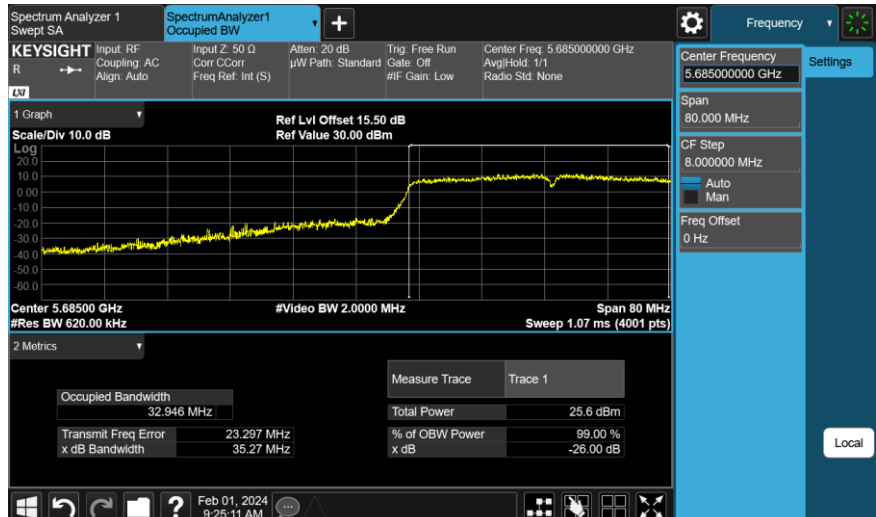 Spectrum Analyzer 1
Swept SA
SpectrumAnalyzer1
Occupied BW
Frequency
KEYSIGHT
R
LXI
Input: RF
Coupling: AC
Align: Auto
Input Z: 50 Ω
Corr CCorr
Freq Ref: Int (S)
Atten: 20 dB
µW Path: Standard
Trig: Free Run
Gate: Off
#IF Gain: Low
Center Freq: 5.685000000 GHz
Avg|Hold: 1/1
Radio Std: None
Center Frequency
5.685000000 GHz
Settings
Span
80.000 MHz
CF Step
8.000000 MHz
Auto
Man
Freq Offset
0 Hz
1 Graph
Scale/Div 10.0 dB
Ref Lvl Offset 15.50 dB
Ref Value 30.00 dBm
Log
20.0
10.0
0.00
-10.0
-20.0
-30.0
-40.0
-50.0
-60.0
Center 5.68500 GHz
#Res BW 620.00 kHz
#Video BW 2.0000 MHz
Span 80 MHz
Sweep 1.07 ms (4001 pts)
2 Metrics
Measure Trace Trace 1
Occupied Bandwidth
32.946 MHz
Total Power 25.6 dBm
Transmit Freq Error 23.297 MHz
% of OBW Power 99.00 %
x dB Bandwidth 35.27 MHz
x dB -26.00 dB
Local
?
Feb 01, 2024
9:25:11 AM